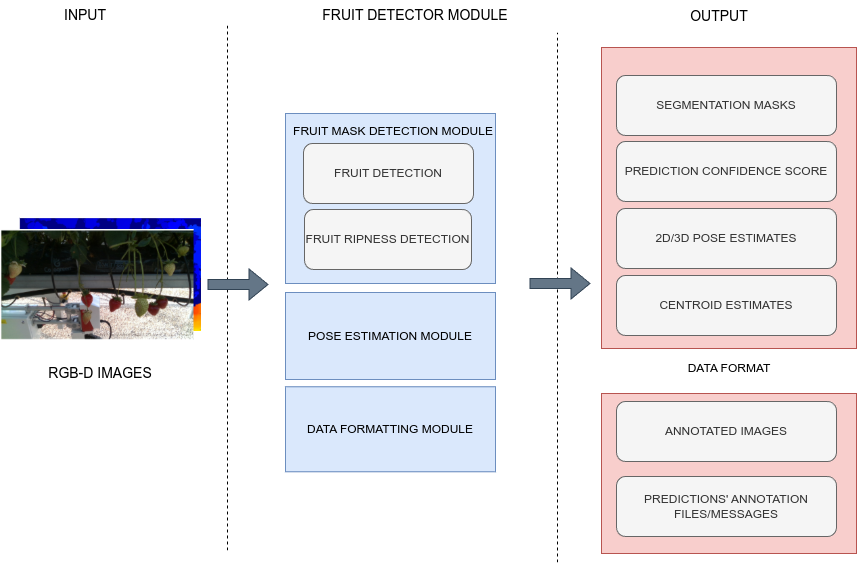 INPUT
FRUIT DETECTOR MODULE
OUTPUT
RGB-D IMAGES
FRUIT MASK DETECTION MODULE
FRUIT DETECTION
FRUIT RIPNESS DETECTION
POSE ESTIMATION MODULE
DATA FORMATTING MODULE
SEGMENTATION MASKS
PREDICTION CONFIDENCE SCORE
2D/3D POSE ESTIMATES
CENTROID ESTIMATES
DATA FORMAT
ANNOTATED IMAGES
PREDICTIONS' ANNOTATION
FILES/MESSAGES